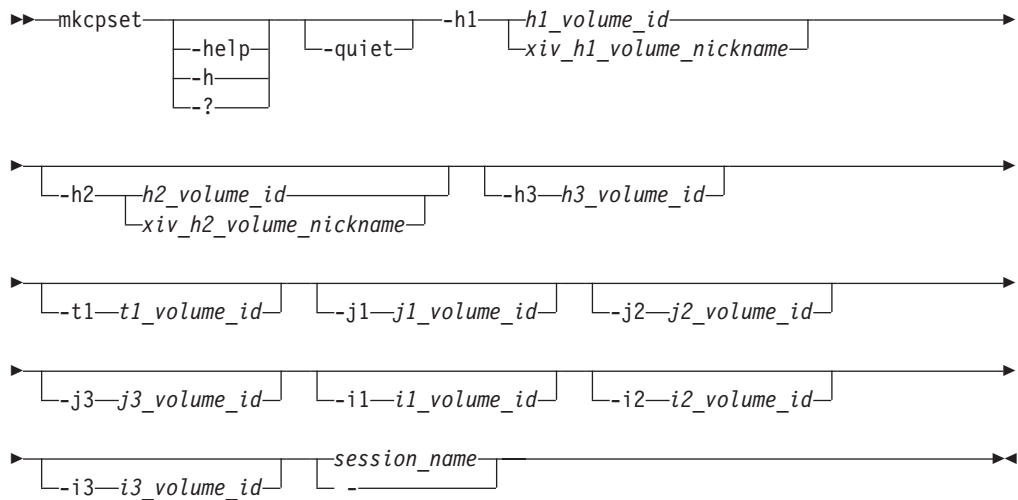 mkcpset -h1 h1_volume_id
-help -quiet xiv_h1_volume_nickname
-h
-?
-h2 h2_volume_id -h3 h3_volume_id
xiv_h2_volume_nickname
-t1 t1_volume_id -j1 j1_volume_id -j2 j2_volume_id
-j3 j3_volume_id -i1 i1_volume_id -i2 i2_volume_id
session_name
-i3 i3_volume_id -